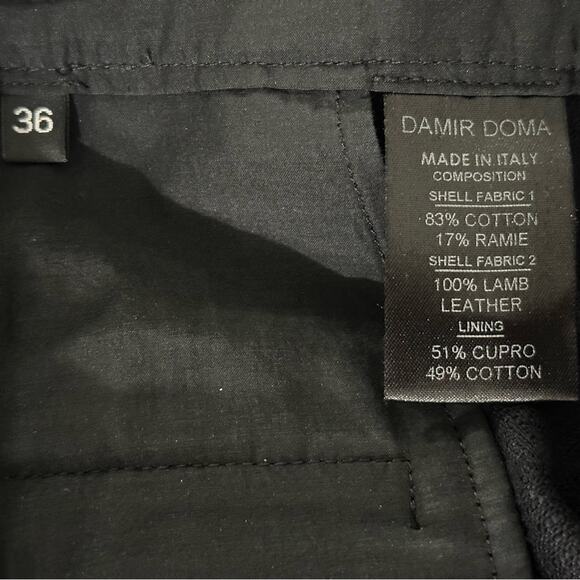 36
DAMIR DOMA
MADE IN ITALY
COMPOSITION
SHELL FABRIC 1
83% COTTON
17% RAMIE
SHELL FABRIC 2
100% LAMB
LEATHER
LINING
51% CUPRO
49% COTTON